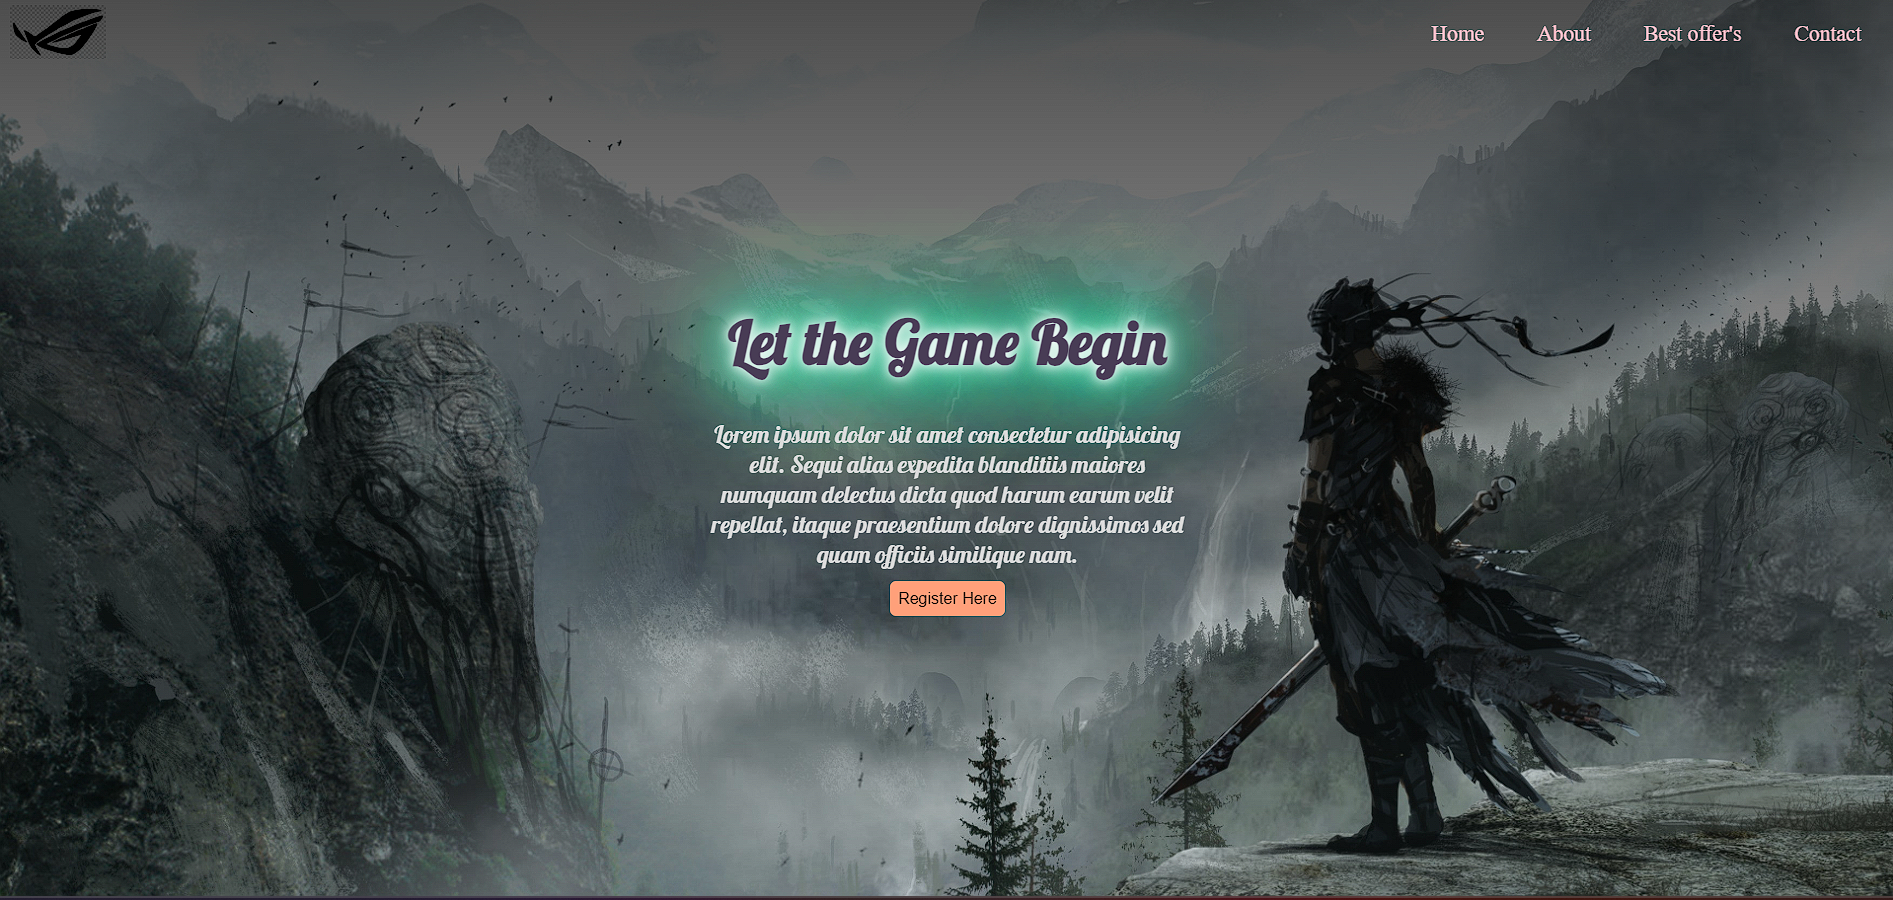 Home
About
Best offer's
Contact
Let the Game Begin
Lorem ipsum dolor sit amet consectetur adipisicing
elit. Sequi alias expedita blanditiis maiores
numquam delectus dicta quod harum earum velit
repellat, itaque praesentium dolore dignissimos sed
quam officiis similique nam.
Register Here